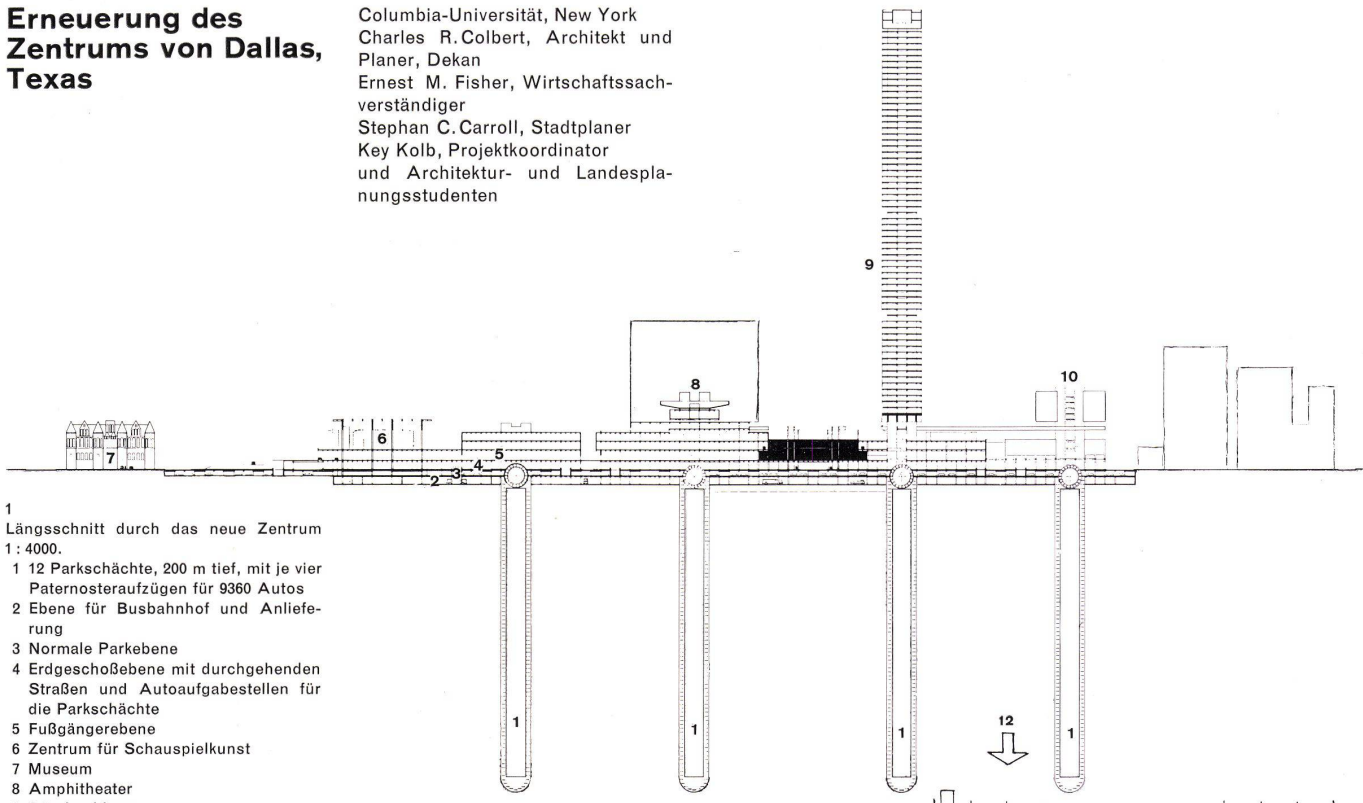 Erneuerung des
Zentrums von Dallas,
Texas
Columbia-Universität, New York
Charles R. Colbert, Architekt und
Planer, Dekan
Ernest M. Fisher, Wirtschaftssach-
verständiger
Stephan C. Carroll, Stadtplaner
Key Kolb, Projektkoordinator
und Architektur- und Landespla-
nungsstudenten
9
8
10
6
7
5
4
3
2
1
1
1
1
12
1
Längsschnitt durch das neue Zentrum
1 : 4000.
1 12 Parkschächte, 200 m tief, mit je vier
Paternosteraufzügen für 9360 Autos
2 Ebene für Busbahnhof und Anliefe-
rung
3 Normale Parkebene
4 Erdgeschoßebene mit durchgehenden
Straßen und Autoaufgabestellen für
die Parkschächte
5 Fußgängerebene
6 Zentrum für Schauspielkunst
7 Museum
8 Amphitheater